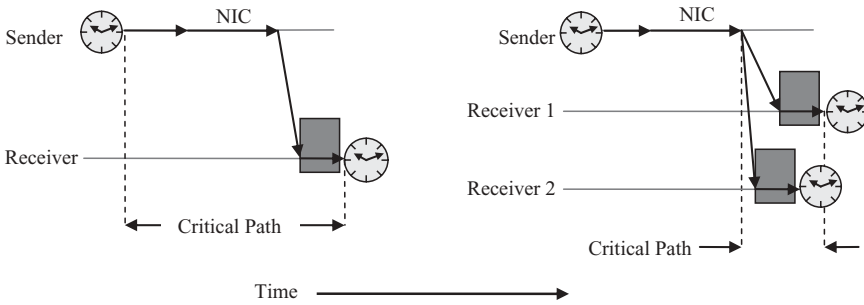 NIC
Sender
Receiver
Critical Path
NIC
Sender
Receiver 1
Receiver 2
Critical Path
Time